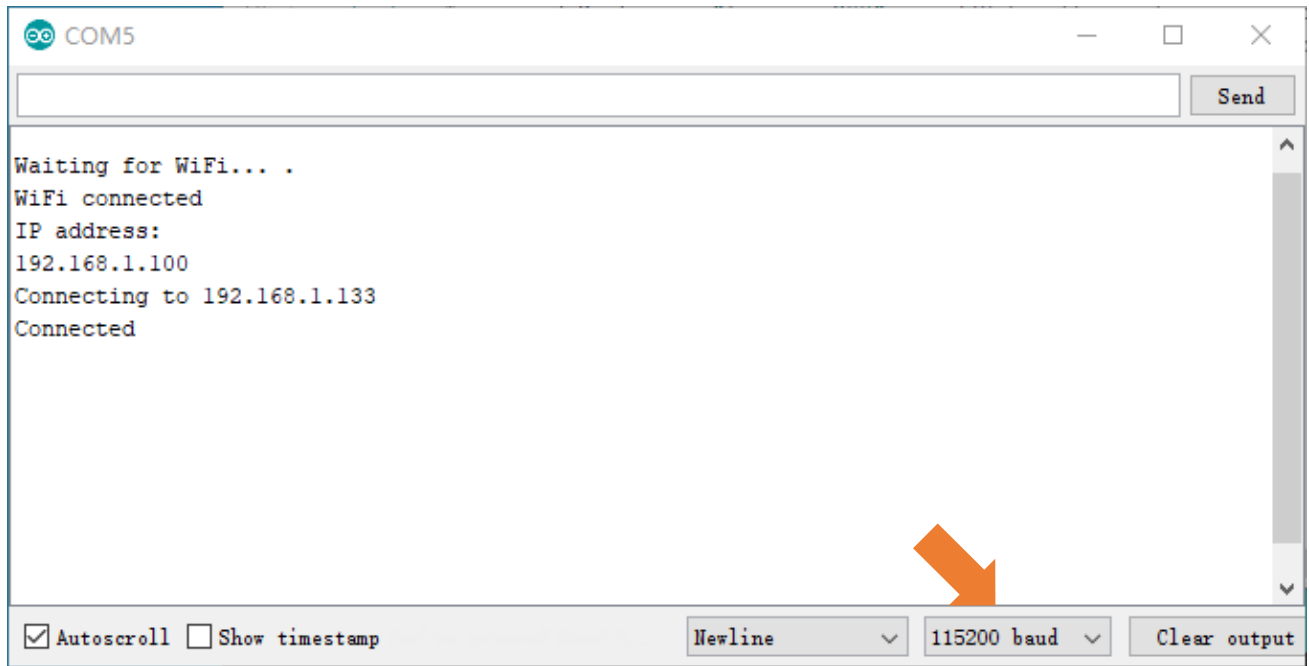 COM5
Send
Waiting for WiFi... .
WiFi connected
IP address:
192.168.1.100
Connecting to 192.168.1.133
Connected
Autoscroll Show timestamp Newline 115200 baud Clear output